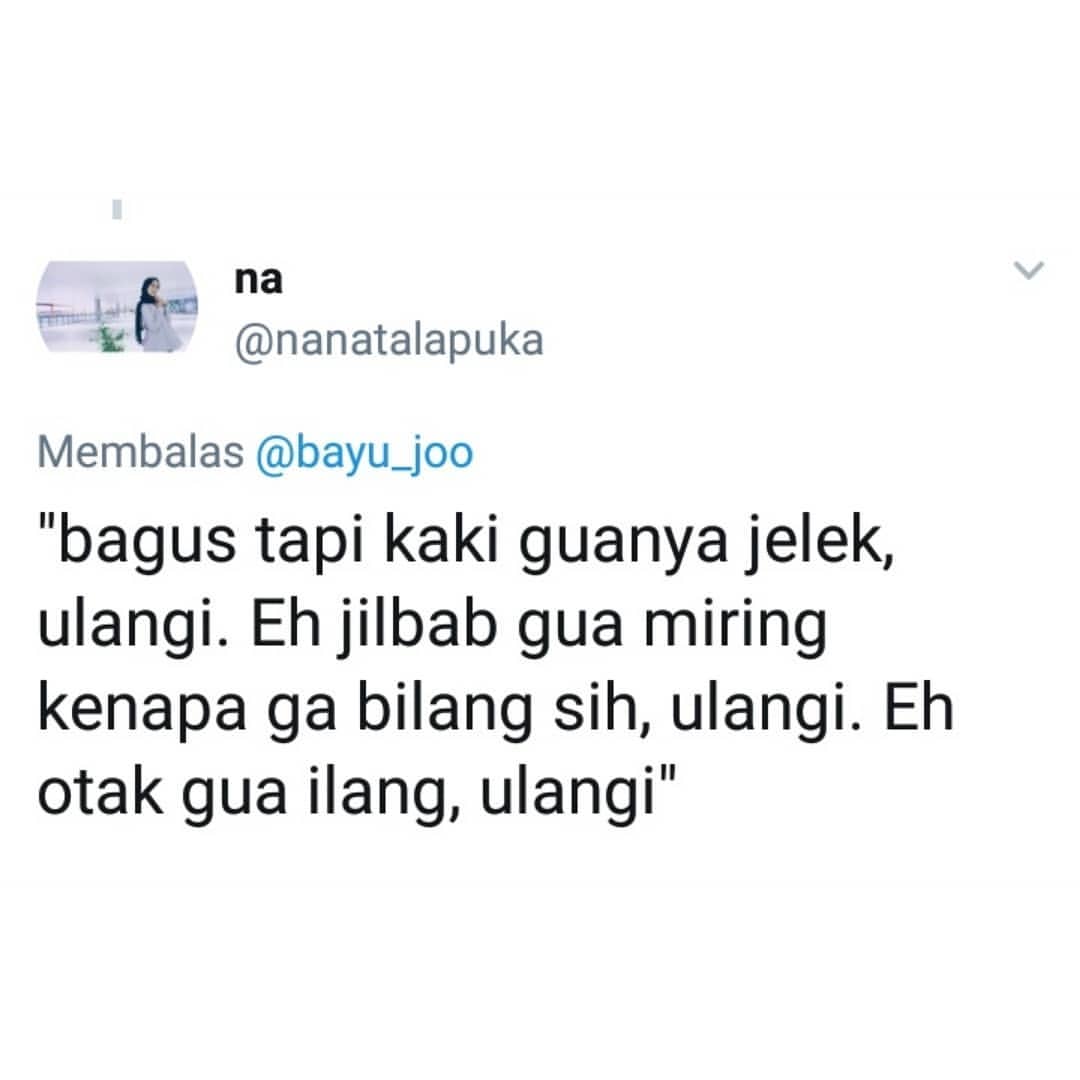 na
@nanatalapuka
Membalas @bayu_joo
"bagus tapi kaki guanya jelek,
ulangi. Eh jilbab gua miring
kenapa ga bilang sih, ulangi. Eh
otak gua ilang, ulangi"